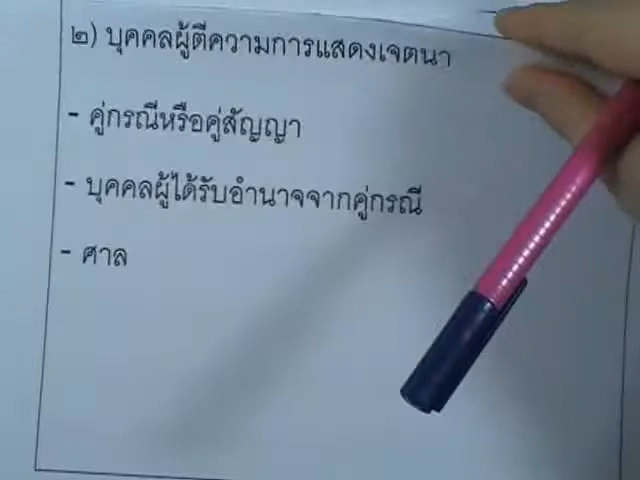 ๒) บุคคลผู้ตีความการแสดงเจตนา
- คู่กรณีหรือคู่สัญญา
- บุคคลผู้ได้รับอำนาจจากคู่กรณี
- ศาล